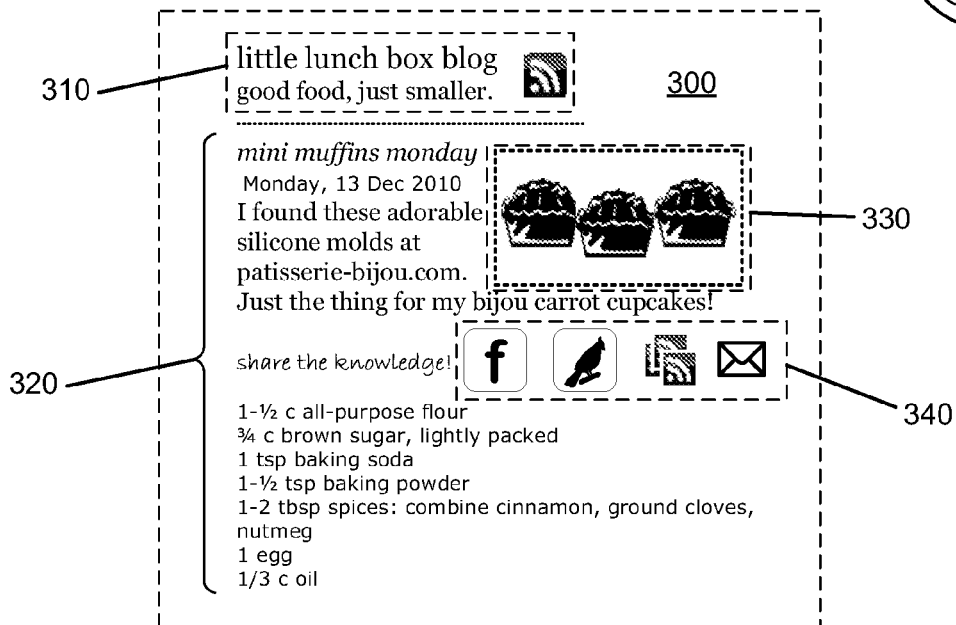 little lunch box blog
310
good food, just smaller.
300
mini muffins monday
Monday, 13 Dec 2010
I found these adorable
330
silicone molds at
patisserie-bijou.com.
Just the thing for my bijou carrot cupcakes!
share the knowledge!
f
320
340
1-½ c all-purpose flour
¾ c brown sugar, lightly packed
1 tsp baking soda
1-½ tsp baking powder
1-2 tbsp spices: combine cinnamon, ground cloves,
nutmeg
1 egg
1/3 c oil